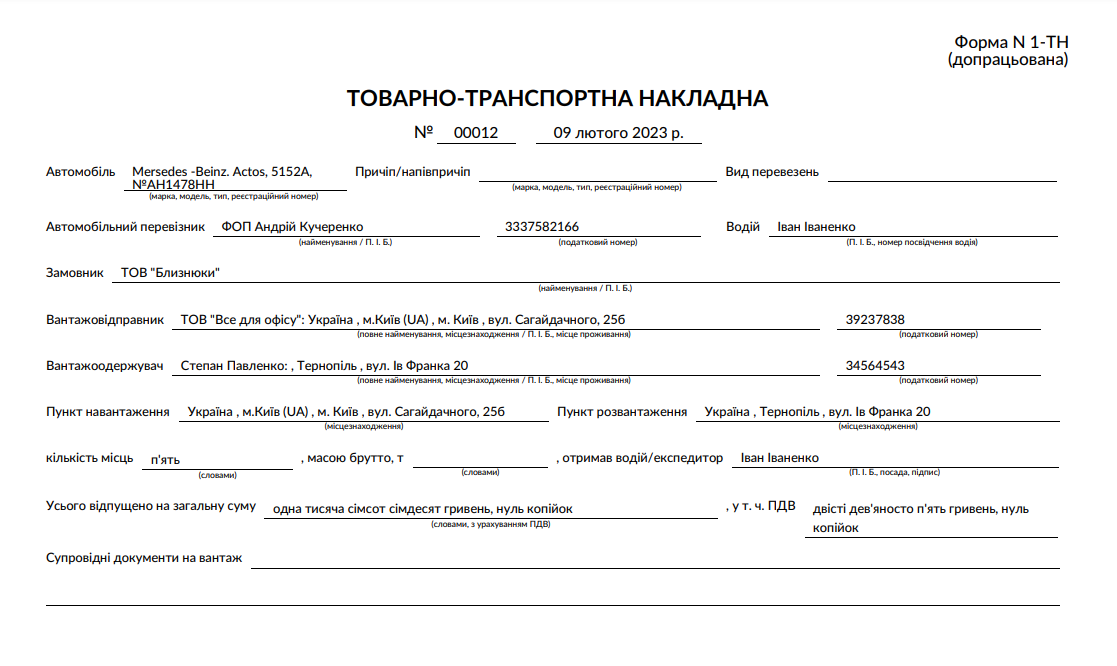 Форма N 1-ТН
(допрацьована)
ТОВАРНО-ТРАНСПОРТНА НАКЛАДНА
№ 00012 09 лютого 2023 р.
Автомобіль Mersedes -Beinz. Actos, 5152A, Причіп/напівпричіп Вид перевезень
№АН1478НН
(марка, модель, тип, реєстраційний номер) (марка, модель, тип, реєстраційний номер)
Автомобільний перевізник ФОП Андрій Кучеренко 3337582166 Водій Іван Іваненко
(найменування / П. І. Б.) (податковий номер) (П. І. Б., номер посвідчення водія)
Замовник ТОВ "Близнюки"
(найменування / П. І. Б.)
Вантажовідправник ТОВ "Все для офісу": Україна , м.Київ (UA) , м. Київ , вул. Сагайдачного, 25б 39237838
(повне найменування, місцезнаходження / П. І. Б., місце проживання) (податковий номер)
Вантажоодержувач Степан Павленко: , Тернопіль , вул. Ів Франка 20 34564543
(повне найменування, місцезнаходження / П. І. Б., місце проживання) (податковий номер)
Пункт навантаження Україна , м.Київ (UA) , м. Київ , вул. Сагайдачного, 25б Пункт розвантаження Україна , Тернопіль , вул. Ів Франка 20
(місцезнаходження) (місцезнаходження)
кількість місць п'ять , масою брутто, т , отримав водій/експедитор Іван Іваненко
(словами) (словами) (П. І. Б., посада, підпис)
Усього відпущено на загальну суму одна тисяча сімсот сімдесят гривень, нуль копійок , у т. ч. ПДВ двісті дев'яносто п'ять гривень, нуль
копійок
(словами, з урахуванням ПДВ)
Супровідні документи на вантаж